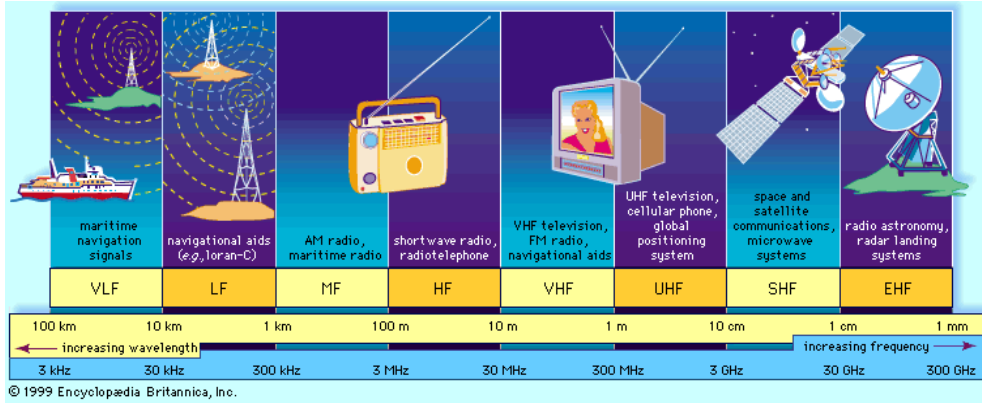 maritime
navigation
signals
navigational aids
(e.g., loran-C)
AM radio,
maritime radio
shortwave radio,
radiotelephone
VHF television,
FM radio,
navigational aids
UHF television,
cellular phone,
global
positioning
system
space and
satellite
communications,
microwave
systems
radio astronomy,
radar landing
systems
VLF LF MF HF VHF UHF SHF EHF
100 km 10 km 1 km 100 m 10 m 1 m 10 cm 1 cm 1 mm
increasing wavelength increasing frequency
3 kHz 30 kHz 300 kHz 3 MHz 30 MHz 300 MHz 3 GHz 30 GHz 300 GHz
© 1999 Encyclopædia Britannica, Inc.